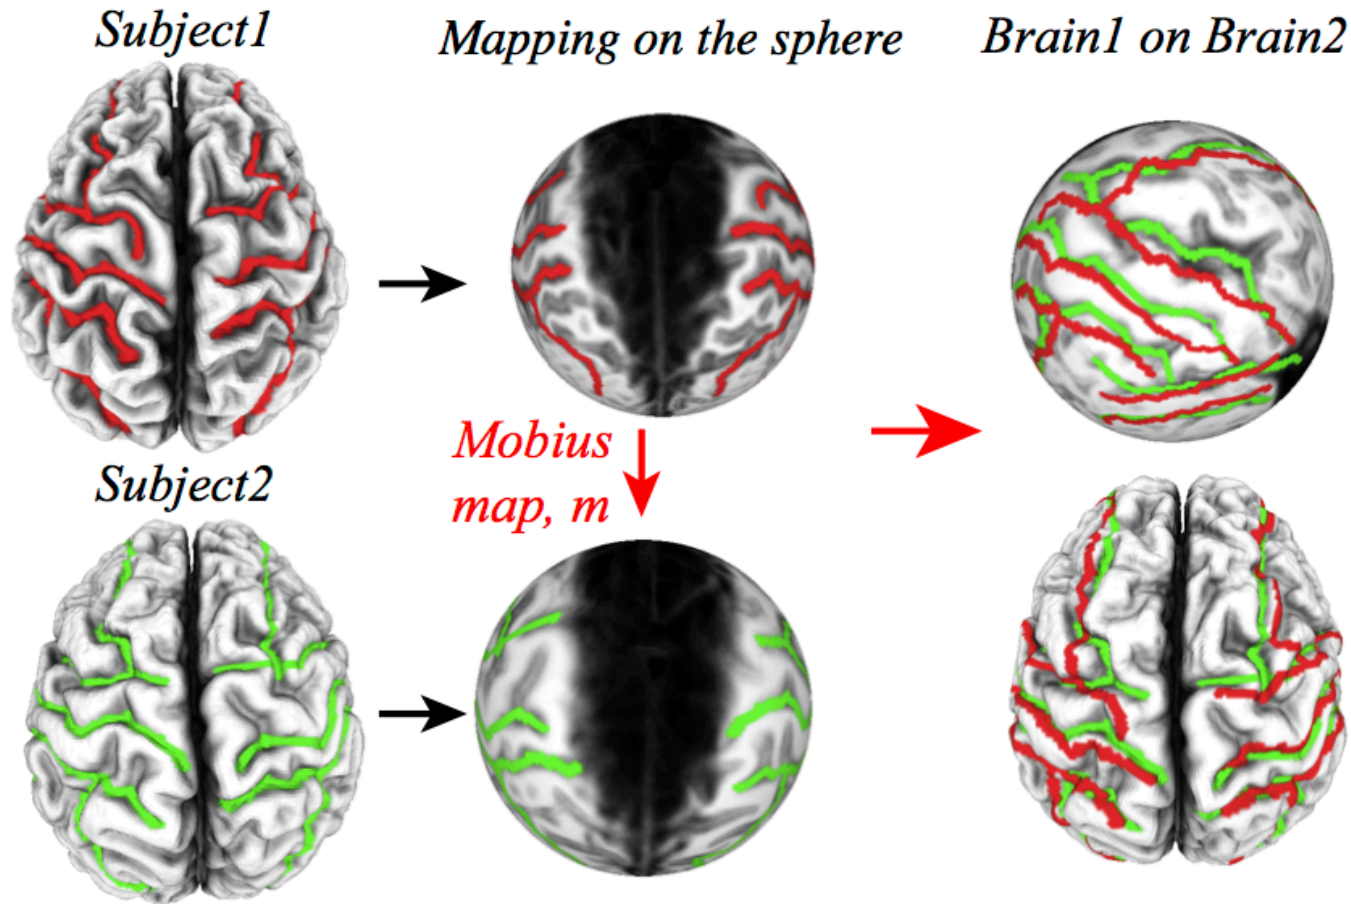 Subject1
Mapping on the sphere
Brain1 on Brain2
Mobius
map, m
Subject2